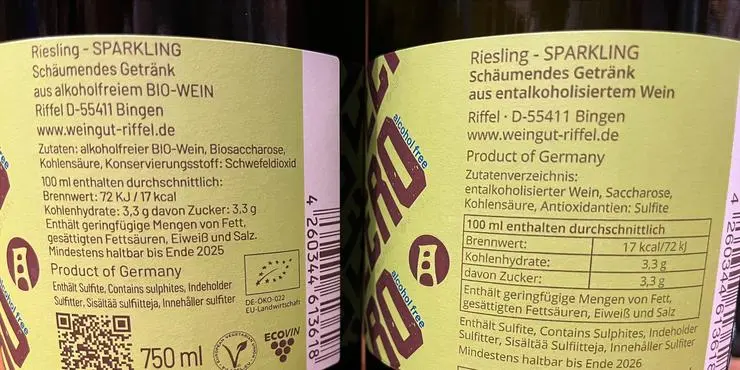 Riesling - SPARKLING
Schäumendes Getränk
aus alkoholfreiem BIO-WEIN
Riffel D-55411 Bingen
www.weingut-riffel.de
Zutaten: alkoholfreier BIO-Wein, Biosaccharose,
Kohlensäure, Konservierungsstoff: Schwefeldioxid
100 ml enthalten durchschnittlich:
Brennwert: 72 KJ / 17 kcal
Kohlenhydrate: 3,3 g davon Zucker: 3,3 g
Enthält geringfügige Mengen von Fett,
gesättigten Fettsäuren, Eiweiß und Salz.
Mindestens haltbar bis Ende 2025
Product of Germany
Enthält Sulfite, Contains sulphites, Indeholder
Sulfitter, Sisältää sulfiitteja, Innehåller sulfiter
DE-ÖKO-022
EU-Landwirtschaft
750 ml
ECOVIN
4 260344 613618
alcohol free
Riesling - SPARKLING
Schäumendes Getränk
aus entalkoholisiertem Wein
Riffel · D-55411 Bingen
www.weingut-riffel.de
Product of Germany
Zutatenverzeichnis:
entalkoholisierter Wein, Saccharose,
Kohlensäure, Antioxidantien: Sulfite
100 ml enthalten durchschnittlich
Brennwert: 17 kcal/72 kJ
Kohlenhydrate: 3,3 g
davon Zucker: 3,3 g
Enthält geringfügige Mengen von Fett,
gesättigten Fettsäuren, Eiweiß und Salz
Enthält Sulfite, Contains Sulphites, Indeholder
Sulfitter, Sisältää Sulfiitteja, Innehåller Sulfiter
Mindestens haltbar bis Ende 2026
4 260344 613618
alcohol free